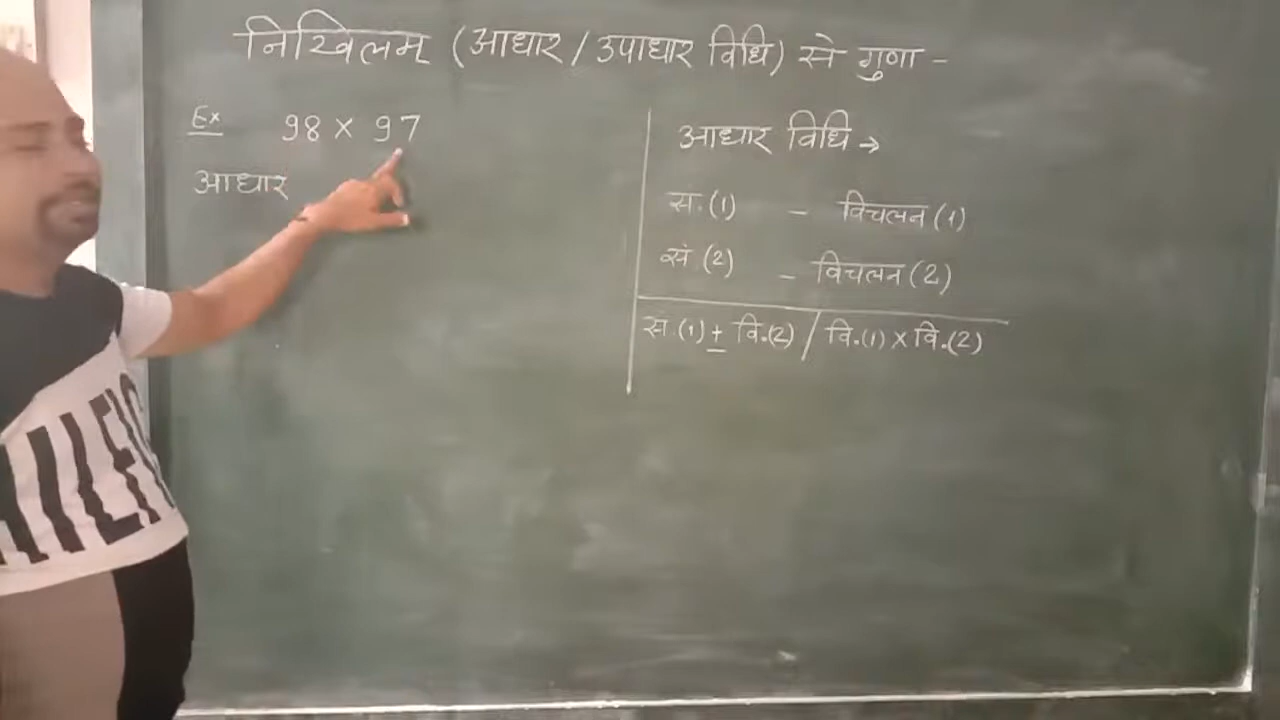 निखिलम् (आधार / उपाधार विधि) से गुणा -
Ex 98 × 97
आधार
आधार विधि →
स.(1) - विचलन (1)
सं (2) - विचलन (2)
स.(1) ± वि.(2) / वि.(1) × वि.(2)